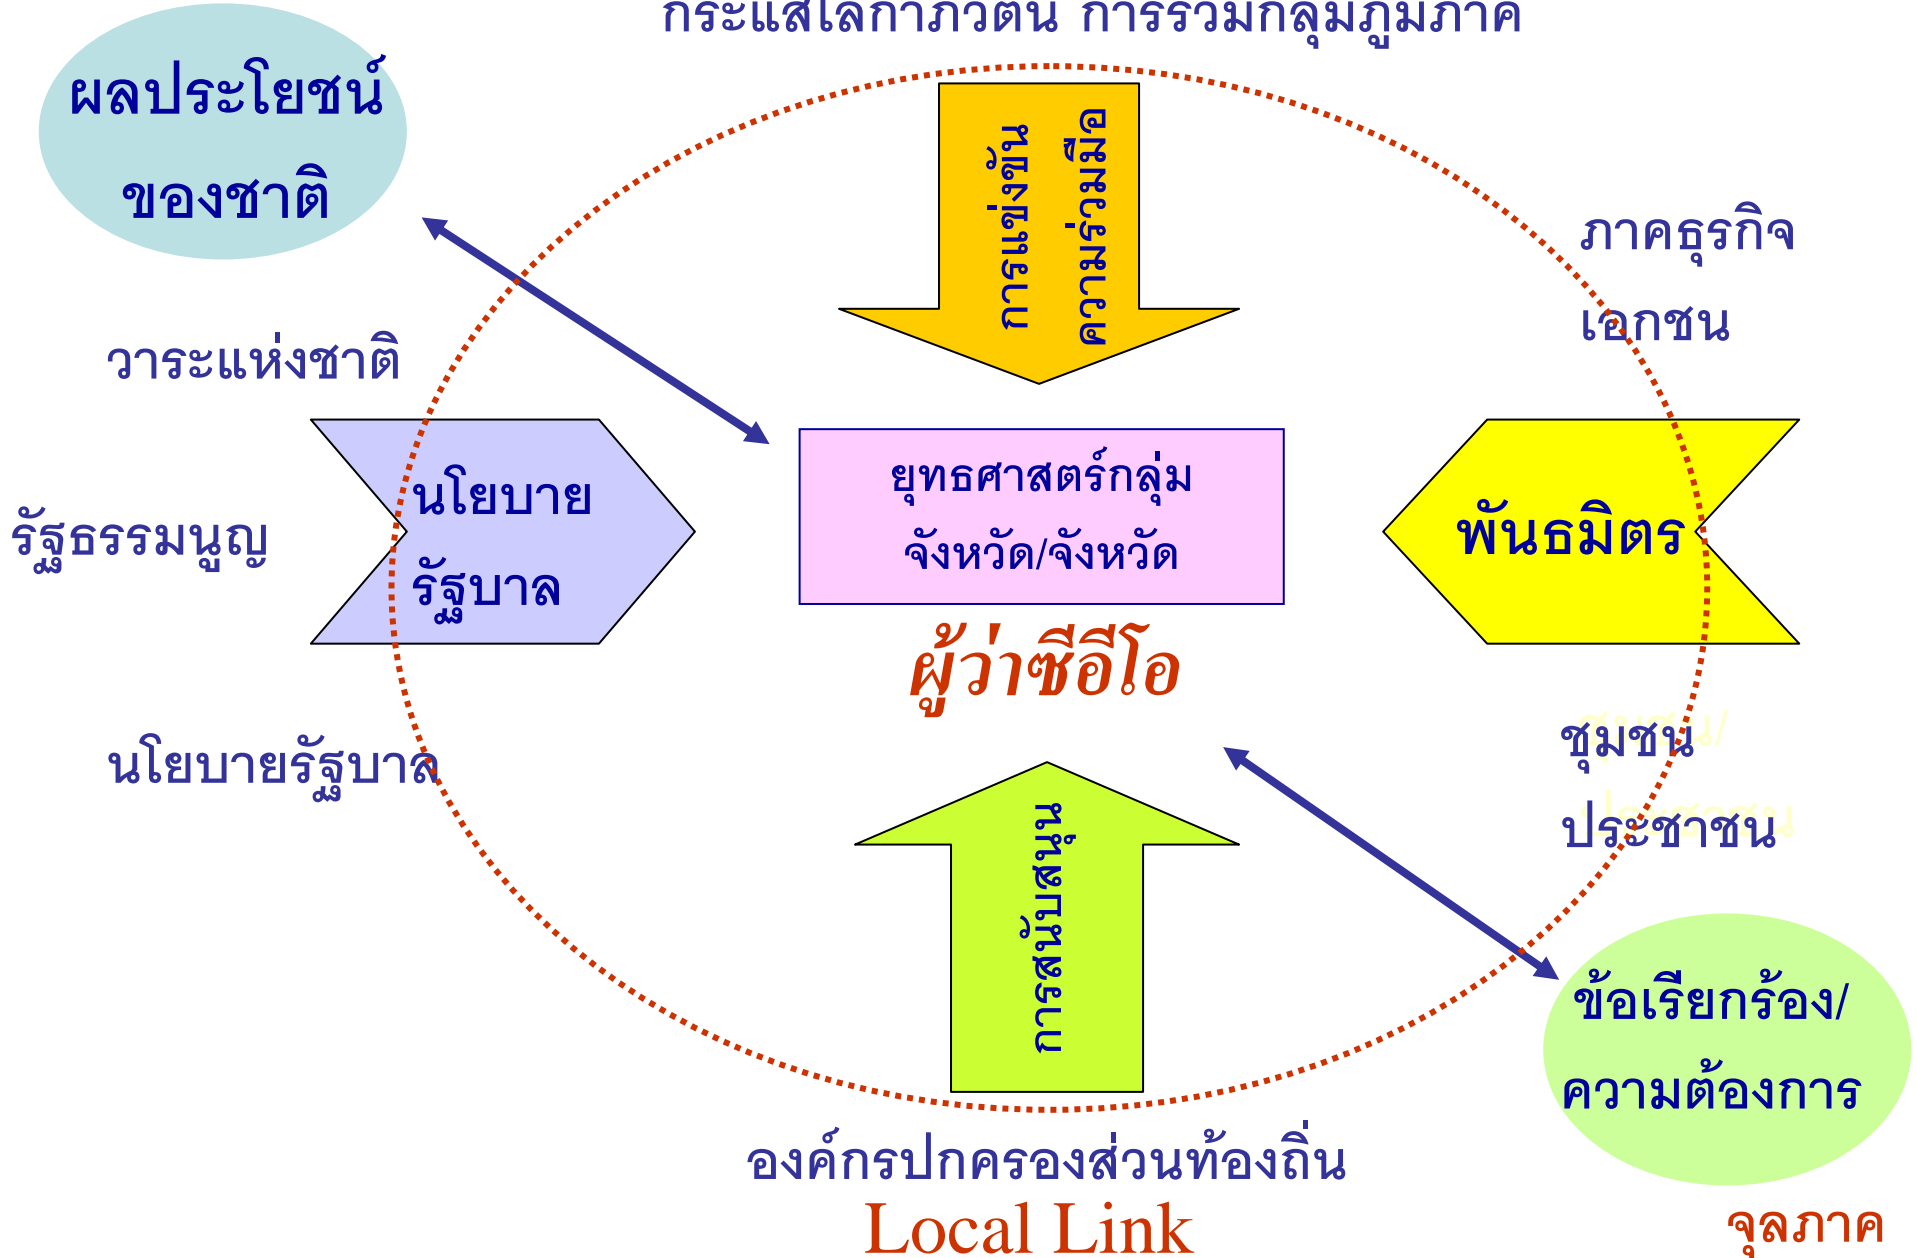 กระแสโลกาภิวัตน์ การรวมกลุ่มภูมิภาค
ผลประโยชน์
ของชาติ
การแข่งขัน
ความร่วมมือ
ภาคธุรกิจ
เอกชน
วาระแห่งชาติ
นโยบาย
รัฐบาล
ยุทธศาสตร์กลุ่ม
จังหวัด/จังหวัด
พันธมิตร
รัฐธรรมนูญ
ผู้ว่าซีอีโอ
นโยบายรัฐบาล
ชุมชน/
ประชาชน
ชุมชน
ประชาชน
การสนับสนุน
ข้อเรียกร้อง/
ความต้องการ
องค์กรปกครองส่วนท้องถิ่น
Local Link
จุลภาค